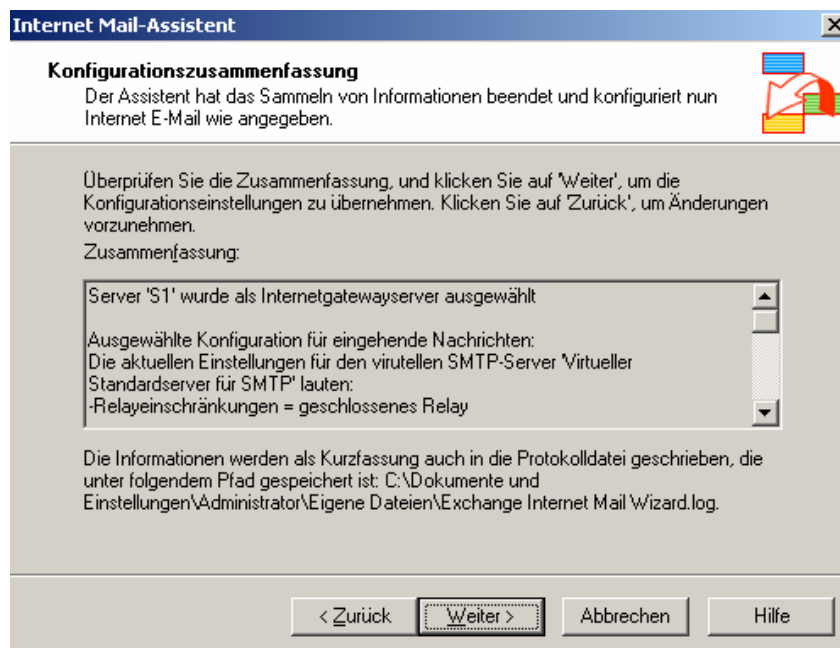 Internet Mail-Assistent
Konfigurationszusammenfassung
Der Assistent hat das Sammeln von Informationen beendet und konfiguriert nun
Internet E-Mail wie angegeben.
Überprüfen Sie die Zusammenfassung, und klicken Sie auf 'Weiter', um die
Konfigurationseinstellungen zu übernehmen. Klicken Sie auf 'Zurück', um Änderungen
vorzunehmen.
Zusammenfassung:
Server 'S1' wurde als Internetgatewayserver ausgewählt
Ausgewählte Konfiguration für eingehende Nachrichten:
Die aktuellen Einstellungen für den virutellen SMTP-Server 'Virtueller
Standardserver für SMTP' lauten:
-Relayeinschränkungen = geschlossenes Relay
Die Informationen werden als Kurzfassung auch in die Protokolldatei geschrieben, die
unter folgendem Pfad gespeichert ist: C:\Dokumente und
Einstellungen\Administrator\Eigene Dateien\Exchange Internet Mail Wizard.log.
< Zurück Weiter > Abbrechen Hilfe